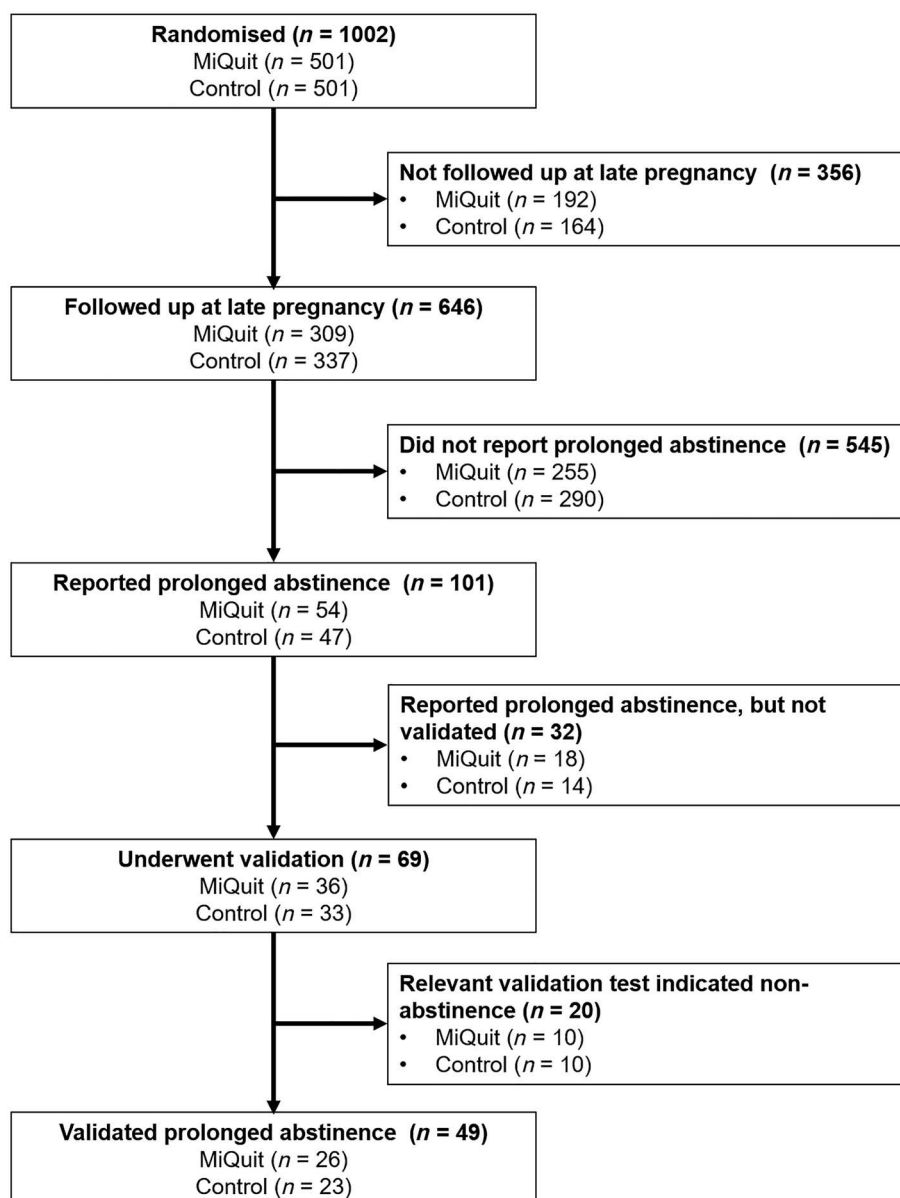 Randomised (n = 1002)
MiQuit (n = 501)
Control (n = 501)
Not followed up at late pregnancy (n = 356)
• MiQuit (n = 192)
• Control (n = 164)
Followed up at late pregnancy (n = 646)
MiQuit (n = 309)
Control (n = 337)
Did not report prolonged abstinence (n = 545)
• MiQuit (n = 255)
• Control (n = 290)
Reported prolonged abstinence (n = 101)
MiQuit (n = 54)
Control (n = 47)
Reported prolonged abstinence, but not
validated (n = 32)
• MiQuit (n = 18)
• Control (n = 14)
Underwent validation (n = 69)
MiQuit (n = 36)
Control (n = 33)
Relevant validation test indicated non-
abstinence (n = 20)
• MiQuit (n = 10)
• Control (n = 10)
Validated prolonged abstinence (n = 49)
MiQuit (n = 26)
Control (n = 23)